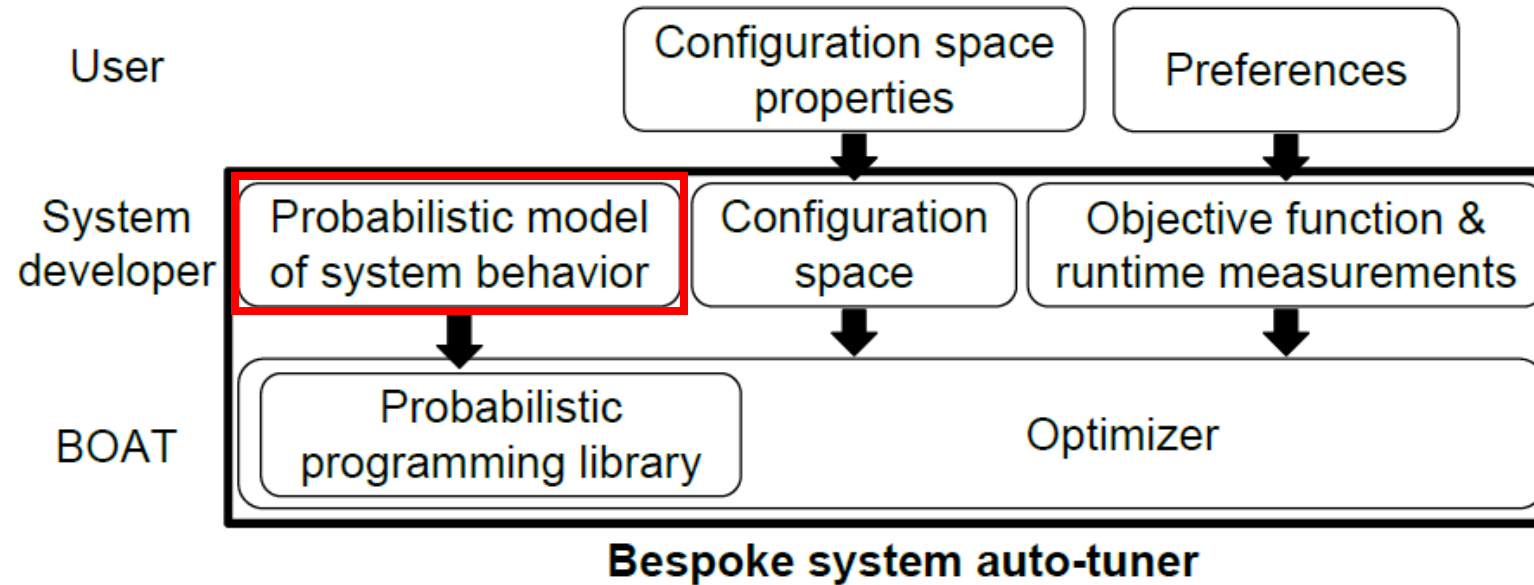 User
Configuration space
properties
Preferences
System
developer
Probabilistic model
of system behavior
Configuration
space
Objective function &
runtime measurements
BOAT
Probabilistic
programming library
Optimizer
Bespoke system auto-tuner